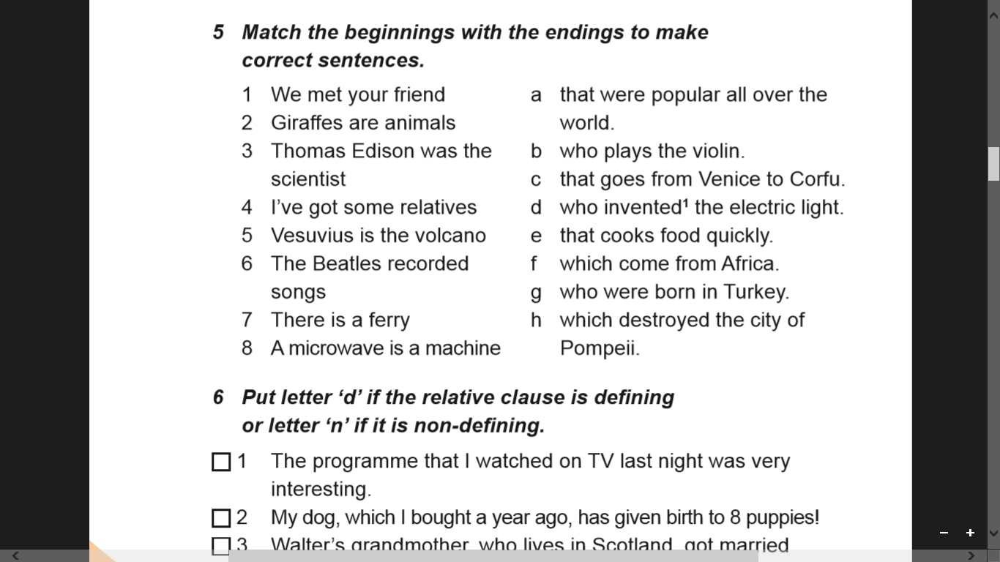 5 Match the beginnings with the endings to make
correct sentences.
1 We met your friend
2 Giraffes are animals
3 Thomas Edison was the
scientist
4 I've got some relatives
5 Vesuvius is the volcano
6 The Beatles recorded
songs
7 There is a ferry
8 A microwave is a machine
a that were popular all over the
world.
b who plays the violin.
c that goes from Venice to Corfu.
d who invented¹ the electric light.
e that cooks food quickly.
f which come from Africa.
g who were born in Turkey.
h which destroyed the city of
Pompeii.
6 Put letter ‘d’ if the relative clause is defining
or letter ‘n’ if it is non-defining.
1 The programme that I watched on TV last night was very
interesting.
2 My dog, which I bought a year ago, has given birth to 8 puppies!
3 Walter's grandmother, who lives in Scotland, got married